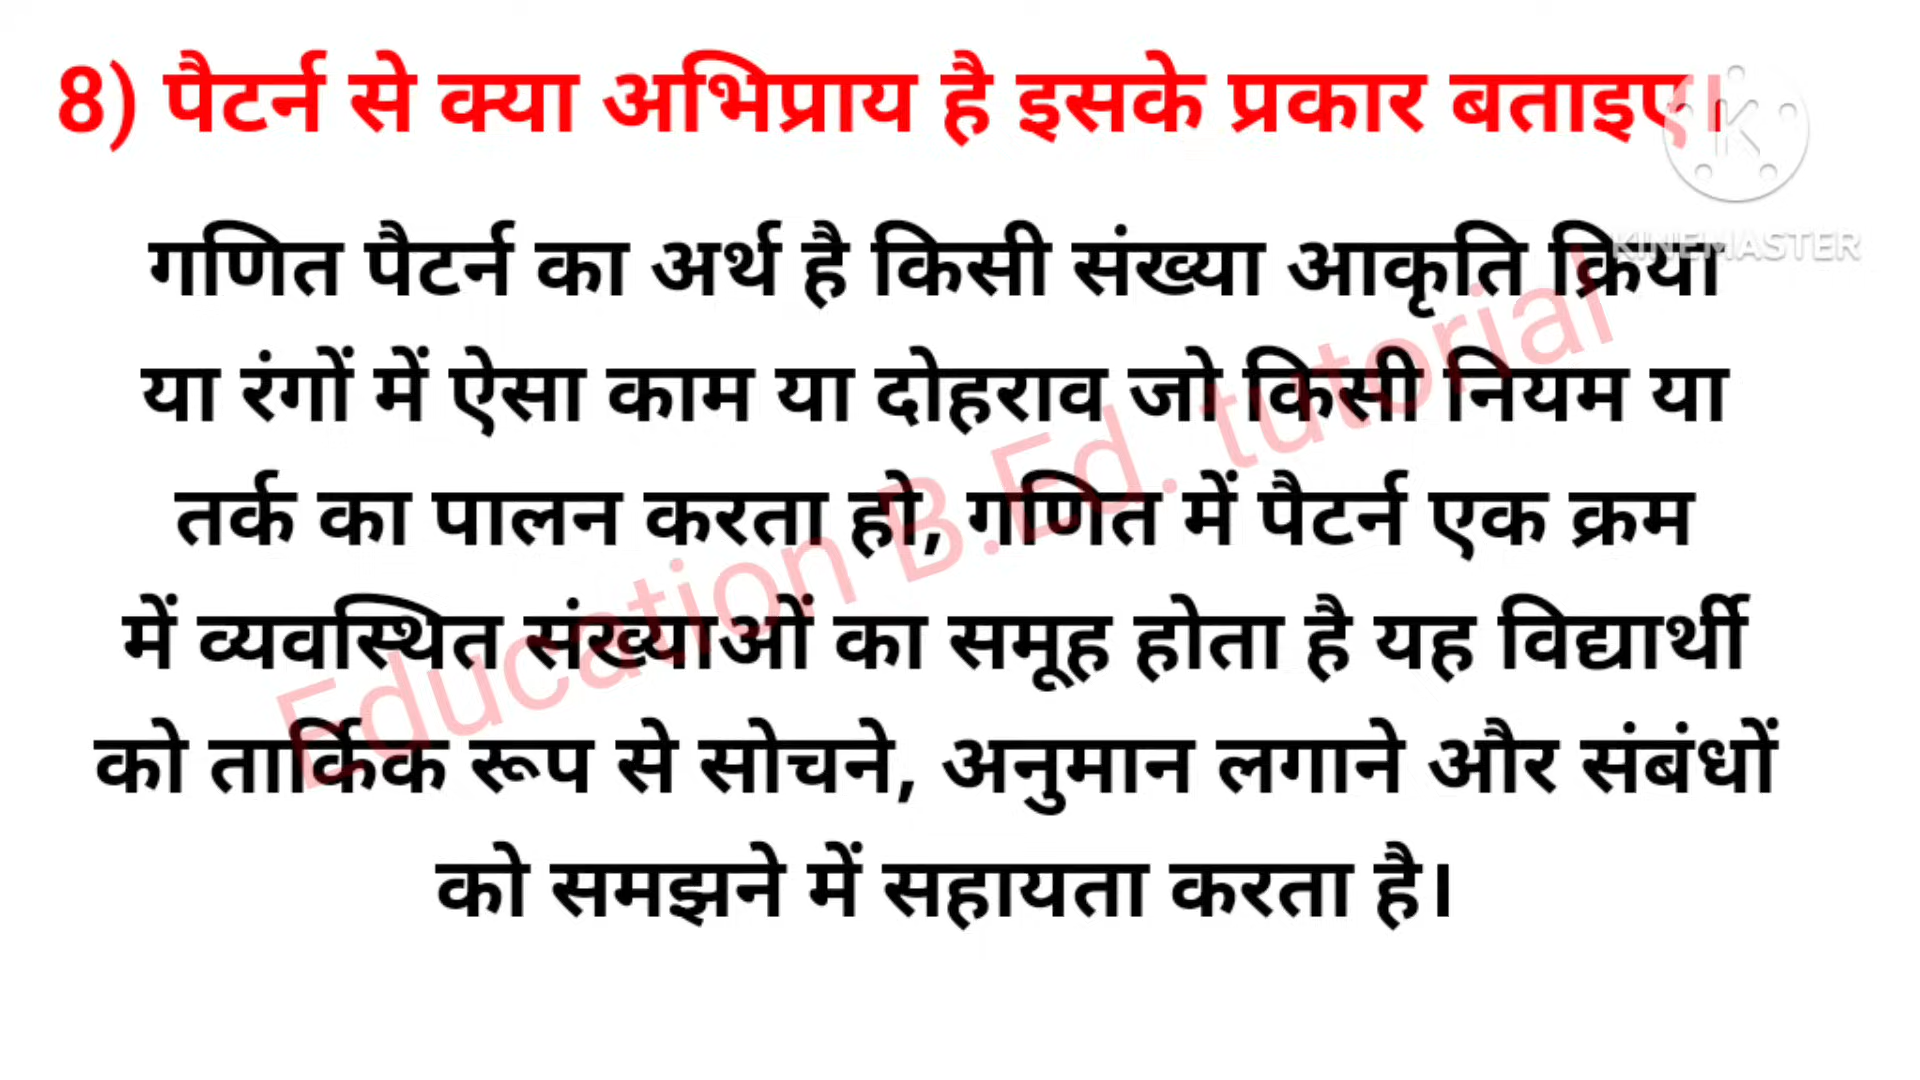 8) पैटर्न से क्या अभिप्राय है इसके प्रकार बताइए।
गणित पैटर्न का अर्थ है किसी संख्या आकृति क्रिया
या रंगों में ऐसा काम या दोहराव जो किसी नियम या
तर्क का पालन करता हो, गणित में पैटर्न एक क्रम
में व्यवस्थित संख्याओं का समूह होता है यह विद्यार्थी
को तार्किक रूप से सोचने, अनुमान लगाने और संबंधों
को समझने में सहायता करता है।
K
KINEMASTER
Education B.Ed. tutorial